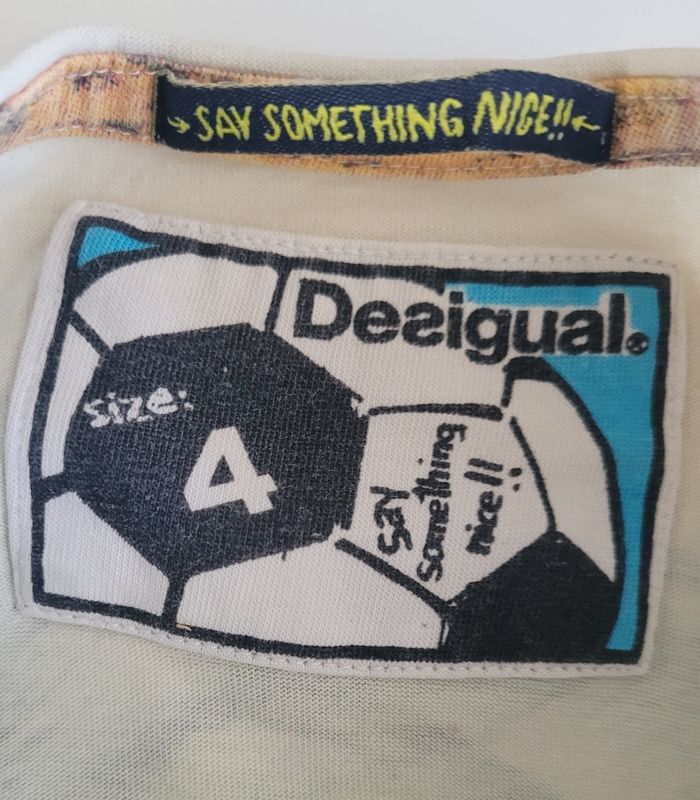 SAY SOMETHING NICE!!
Desigual.
size:
4
say
something
nice!!